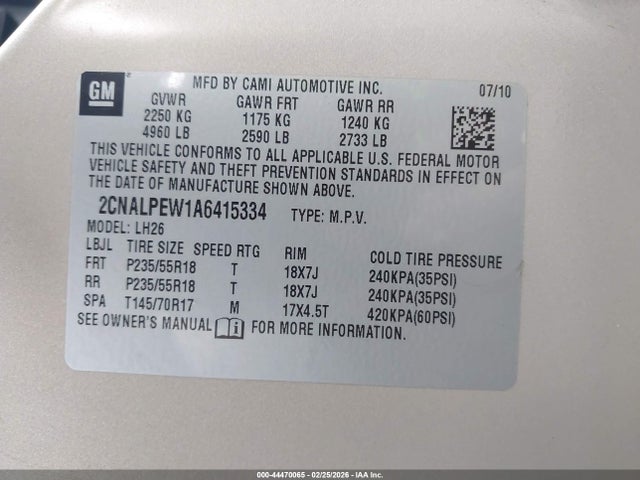 GM
MFD BY CAMI AUTOMOTIVE INC. 07/10
GVWR GAWR FRT GAWR RR
2250 KG 1175 KG 1240 KG
4960 LB 2590 LB 2733 LB
THIS VEHICLE CONFORMS TO ALL APPLICABLE U.S. FEDERAL MOTOR
VEHICLE SAFETY AND THEFT PREVENTION STANDARDS IN EFFECT ON
THE DATE OF MANUFACTURE SHOWN ABOVE.
2CNALPEW1A6415334 TYPE: M.P.V.
MODEL: LH26
LBJL TIRE SIZE SPEED RTG RIM COLD TIRE PRESSURE
FRT P235/55R18 T 18X7J 240KPA(35PSI)
RR P235/55R18 T 18X7J 240KPA(35PSI)
SPA T145/70R17 M 17X4.5T 420KPA(60PSI)
SEE OWNER'S MANUAL FOR MORE INFORMATION.
000-44470065 - 02/25/2026 - IAA Inc.